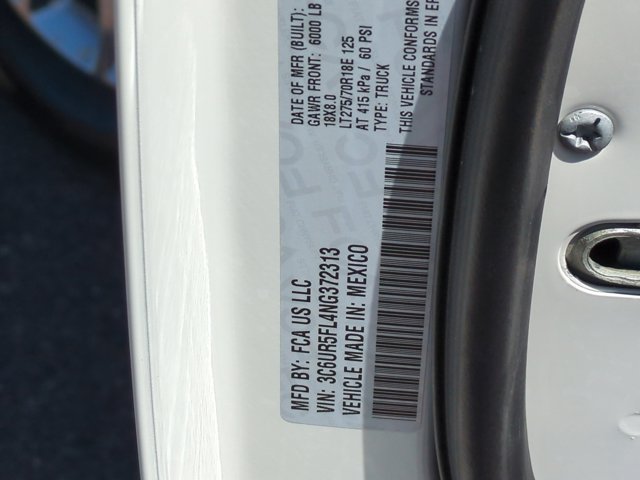 MFD BY: FCA US LLC
DATE OF MFR (BUILT):
GAWR FRONT: 6000 LB
18X8.0
LT275/70R18E 125
AT 415 kPa / 60 PSI
TYPE: TRUCK
VIN: 3C6UR5FL4NG372313
VEHICLE MADE IN: MEXICO
THIS VEHICLE CONFORMS
STANDARDS IN